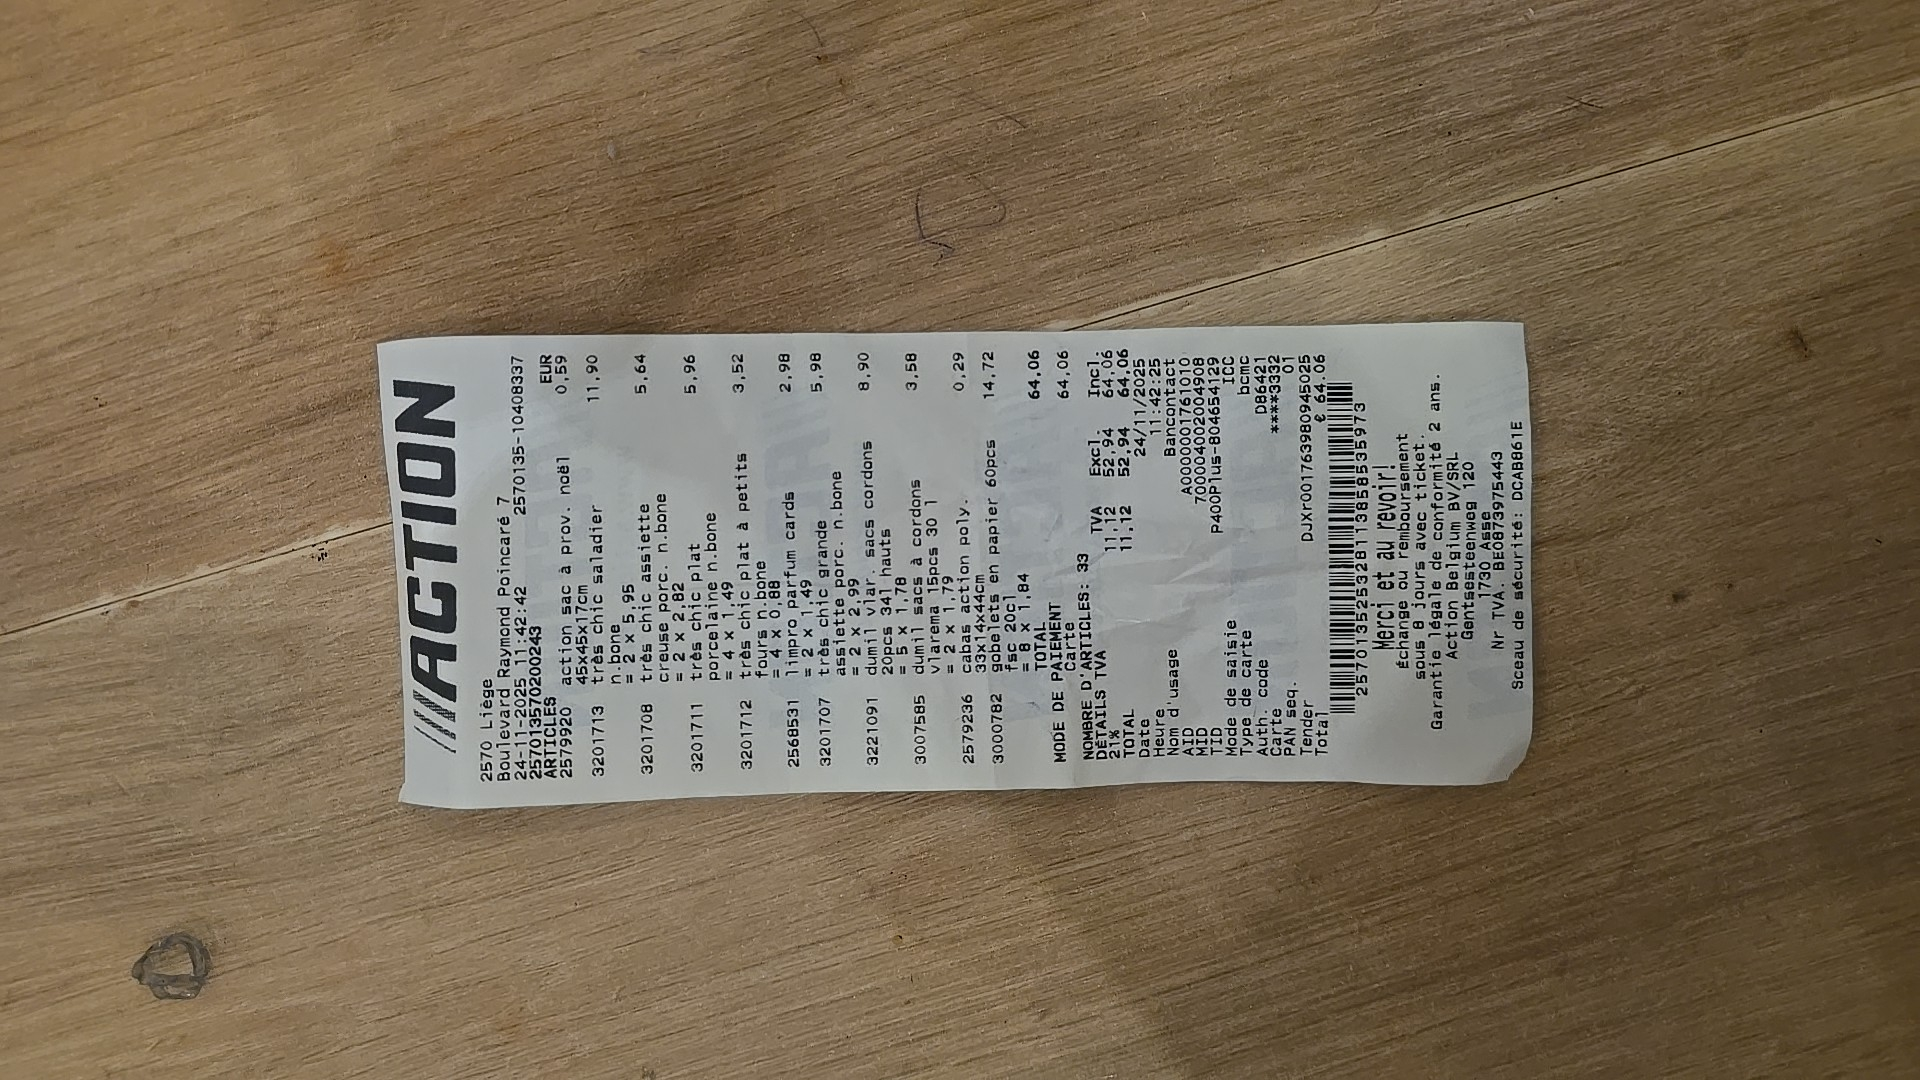 ///ACTION
2570 Liège
Boulevard Raymond Poincaré 7
24-11-2025 11:42:42 2570135-10408337
2570135702000243
ARTICLES EUR
2579920 action sac à prov. noël 0,59
45x45x17cm
3201713 très chic saladier 11,90
n.bone
= 2 x 5,95
3201708 très chic assiette 5,64
creuse porc. n.bone
= 2 x 2,82
3201711 très chic plat 5,96
porcelaine n.bone
= 4 x 1,49
3201712 très chic plat à petits 3,52
fours n.bone
= 4 x 0,88
2568531 limpro parfum cards 2,98
= 2 x 1,49
3201707 très chic grande 5,98
assiette porc. n.bone
= 2 x 2,99
3221091 dumil vlar. sacs cordons 8,90
20pcs 34l hauts
= 5 x 1,78
3007585 dumil sacs à cordons 3,58
vlarema 15pcs 30 l
= 2 x 1,79
2579236 cabas action poly. 0,29
33x14x44cm
3000782 gobelets en papier 60pcs 14,72
fsc 20cl
= 8 x 1,84
TOTAL 64,06
MODE DE PAIEMENT
Carte 64,06
NOMBRE D'ARTICLES: 33
DÉTAILS TVA TVA Excl. Incl.
21% 11,12 52,94 64,06
TOTAL 11,12 52,94 64,06
Date 24/11/2025
Heure 11:42:25
Nom d'usage Bancontact
AID A0000001761010
MID 700004002004908
TID P400Plus-804654129
Mode de saisie ICC
Type de carte bcmc
Auth. code D86421
Carte ****3332
PAN seq. 01
Tender DJXr001763980945025
Total € 64.06
2570135253281138585335973
Merci et au revoir!
Échange ou remboursement
sous 8 jours avec ticket.
Garantie légale de conformité 2 ans.
Action Belgium BV/SRL
Gentsesteenweg 120
1730 Asse
Nr TVA. BE0873975443
Sceau de sécurité: DCAB861E